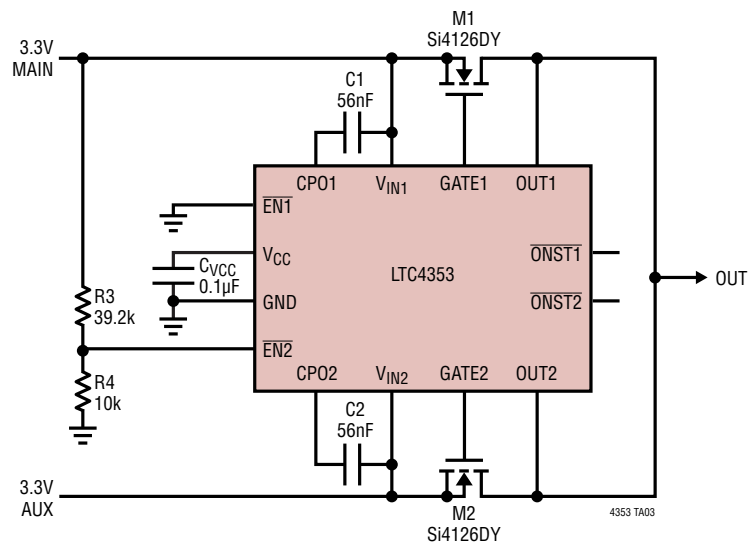 M1
Si4126DY
3.3V
MAIN
C1
56nF
CPO1
VIN1
GATE1
OUT1
EN1
VCC
CVCC
0.1µF
LTC4353
ONST1
OUT
R3
39.2k
GND
ONST2
EN2
R4
10k
CPO2
VIN2
GATE2
OUT2
C2
56nF
3.3V
AUX
M2
Si4126DY
4353 TA03